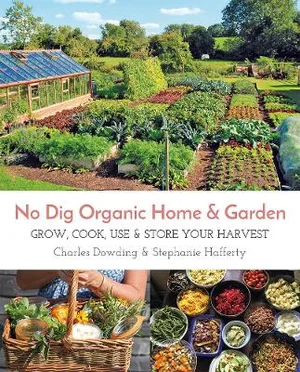 No Dig Organic Home & Garden
GROW, COOK, USE & STORE YOUR HARVEST
Charles Dowding & Stephanie Hafferty